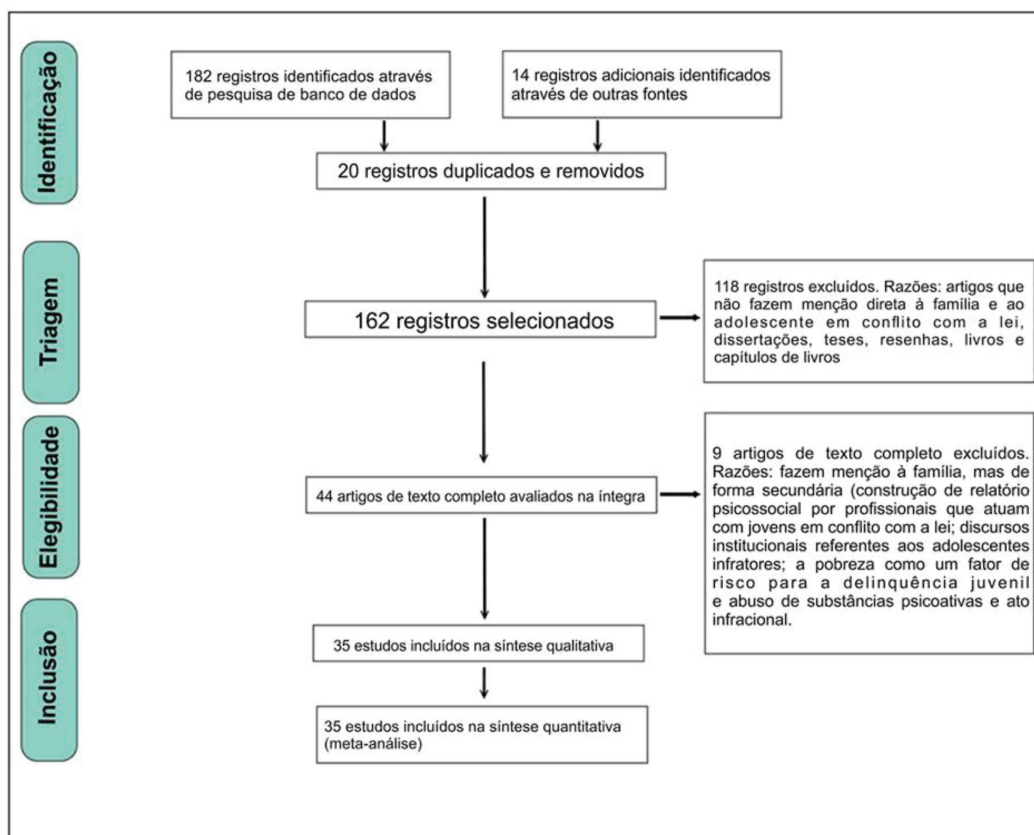 Identificação
182 registros identificados através
de pesquisa de banco de dados
14 registros adicionais identificados
através de outras fontes
20 registros duplicados e removidos
Triagem
162 registros selecionados
118 registros excluídos. Razões: artigos que
não fazem menção direta à família e ao
adolescente em conflito com a lei,
dissertações, teses, resenhas, livros e
capítulos de livros
Elegibilidade
44 artigos de texto completo avaliados na íntegra
9 artigos de texto completo excluídos.
Razões: fazem menção à família, mas de
forma secundária (construção de relatório
psicossocial por profissionais que atuam
com jovens em conflito com a lei; discursos
institucionais referentes aos adolescentes
infratores; a pobreza como um fator de
risco para a delinquência juvenil
e abuso de substâncias psicoativas e ato
infracional.
Inclusão
35 estudos incluídos na síntese qualitativa
35 estudos incluídos na síntese quantitativa
(meta-análise)